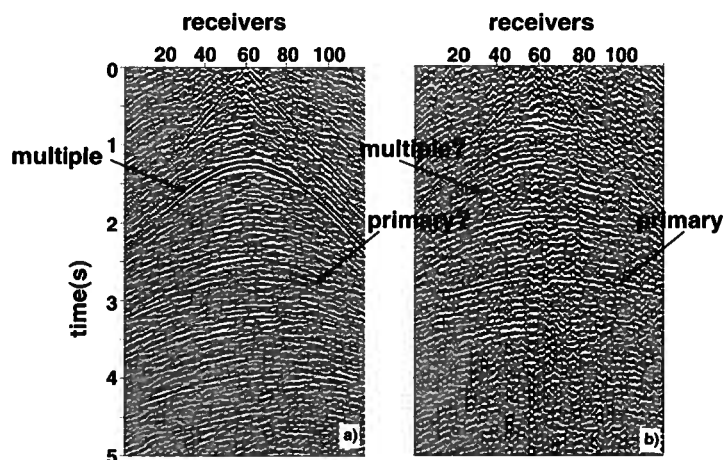 receivers
20 40 60 80 100
receivers
20 40 60 80 100
0
1
multiple
multiple?
2
primary?
primary
time(s)
3
4
5
a)
b)